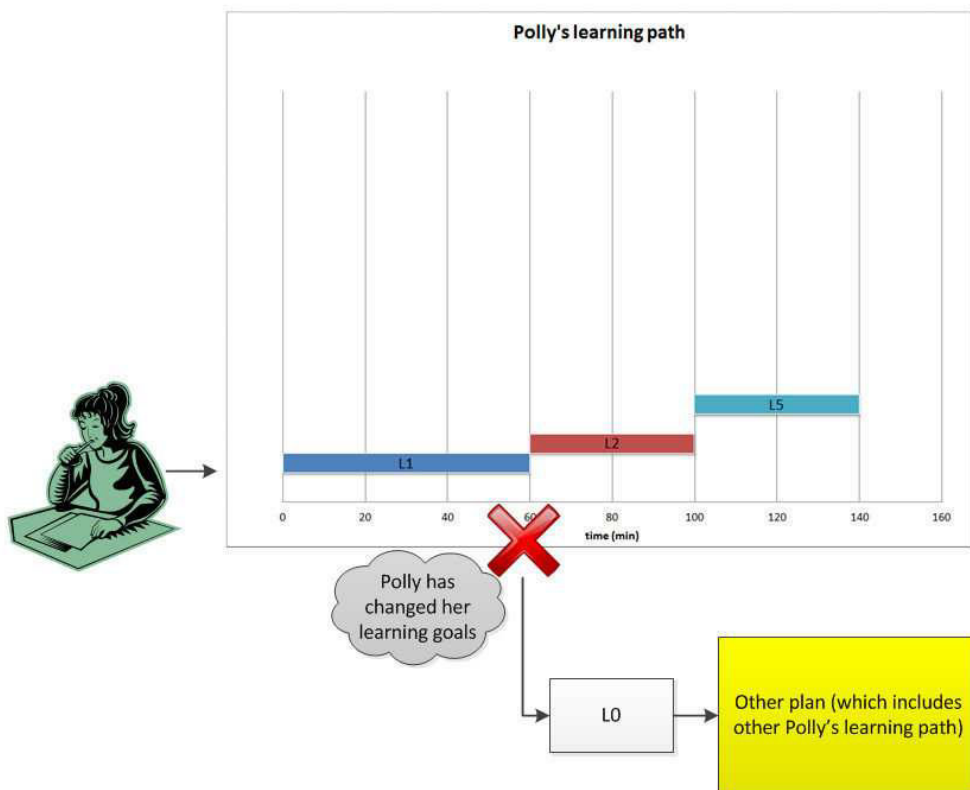 Polly's learning path
L5
L2
L1
0 20 40 60 80 100 120 140 160
time (min)
Polly has
changed her
learning goals
L0
Other plan (which includes
other Polly's learning path)